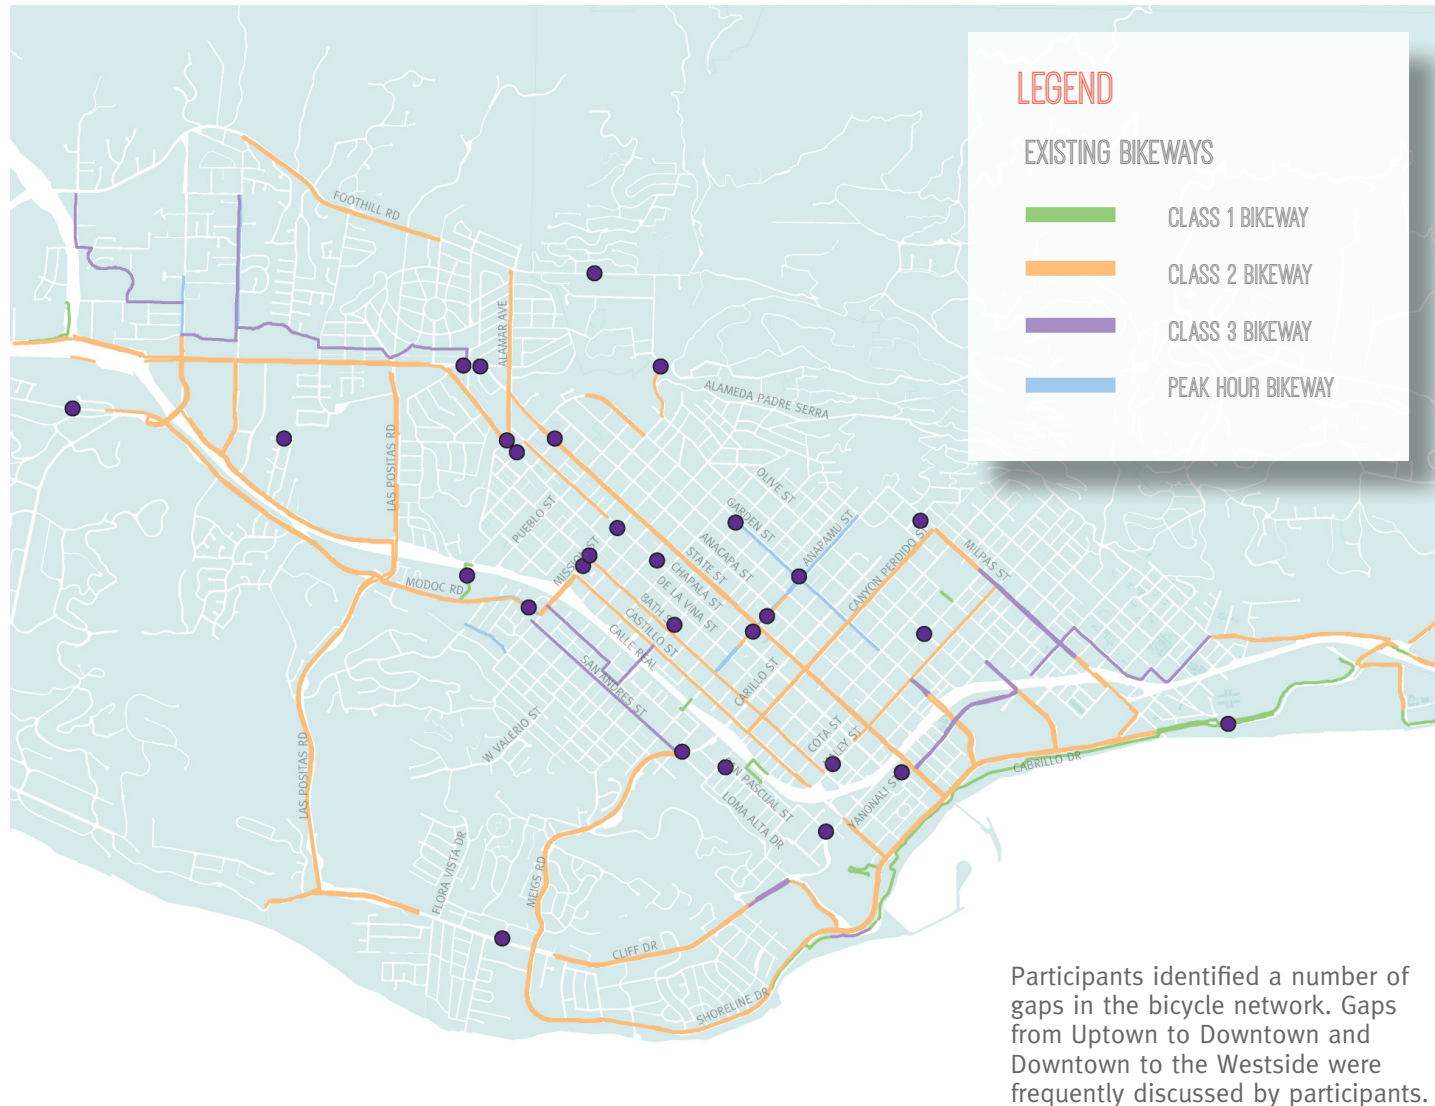 LEGEND
EXISTING BIKEWAYS
CLASS 1 BIKEWAY
CLASS 2 BIKEWAY
CLASS 3 BIKEWAY
PEAK HOUR BIKEWAY
FOOTHILL RD
ALAMAR AVE
ALAMEDA PADRE SERRA
LAS POSITAS RD
OLIVE ST
GARDEN ST
ANAPAMU ST
PUEBLO ST
ANACAPA ST
STATE ST
CANYON PERDIDO ST
MILPAS ST
MISSION ST
CHAPALA ST
DE LA VINA ST
MODOC RD
BATH ST
CASTILLO ST
CALLE REAL
CARILLO ST
SAN ANDRES ST
W VALERIO ST
COTA ST
HALEY ST
CABRILLO DR
LAS POSITAS RD
SAN PASCUAL ST
YANONALI ST
LOMA ALTA DR
FLORA VISTA DR
MEIGS RD
CLIFF DR
SHORELINE DR
Participants identified a number of
gaps in the bicycle network. Gaps
from Uptown to Downtown and
Downtown to the Westside were
frequently discussed by participants.